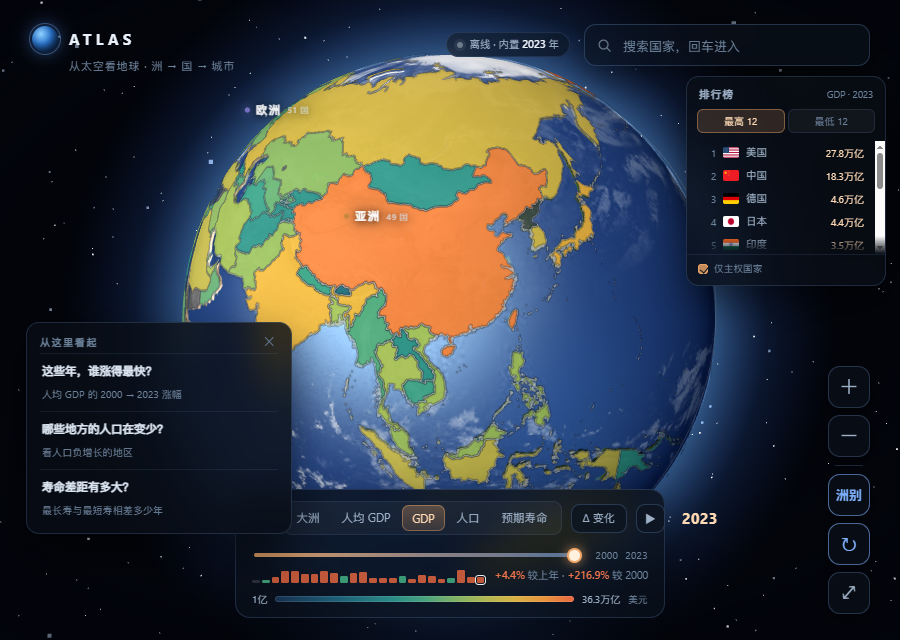 ATLAS
从太空看地球 · 洲 → 国 → 城市
离线 · 内置 2023 年
搜索国家，回车进入
排行榜
GDP · 2023
最高 12
最低 12
1 美国 27.8万亿
2 中国 18.3万亿
3 德国 4.6万亿
4 日本 4.4万亿
5 印度 3.5万亿
仅主权国家
欧洲 51 国
亚洲 49 国
从这里看起
这些年，谁涨得最快？
人均 GDP 的 2000 → 2023 涨幅
哪些地方的人口在变少？
看人口负增长的地区
寿命差距有多大？
最长寿与最短寿相差多少年
洲别
大洲 人均 GDP GDP 人口 预期寿命 Δ 变化 2023
2000 2023
+4.4% 较上年 · +216.9% 较 2000
1亿 36.3万亿 美元